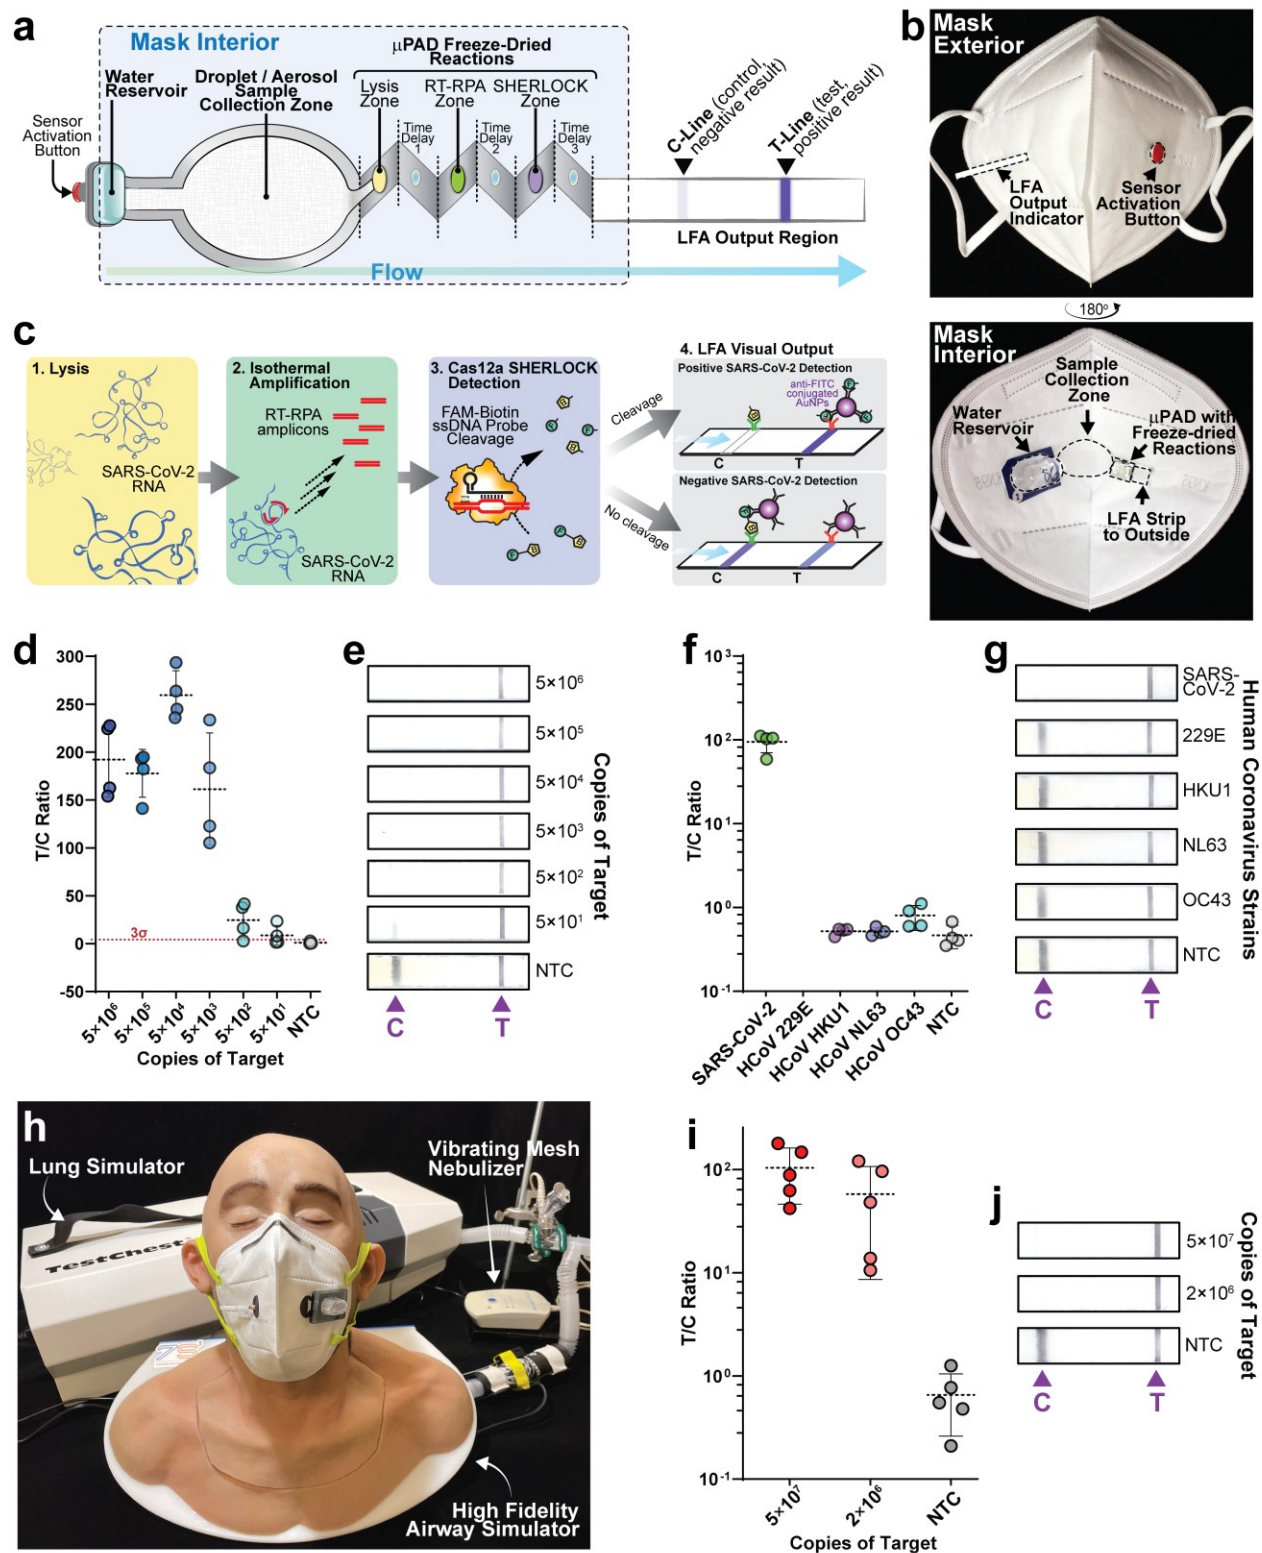 a
Mask Interior
μPAD Freeze-Dried
Reactions
Water
Reservoir
Droplet / Aerosol
Sample
Collection Zone
Lysis
Zone
RT-RPA
Zone
SHERLOCK
Zone
Sensor
Activation
Button
Time
Delay
1
Time
Delay
2
Time
Delay
3
C-Line (control,
negative result)
T-Line (test,
positive result)
LFA Output Region
Flow
b
Mask
Exterior
LFA
Output
Indicator
Sensor
Activation
Button
180º
Mask
Interior
Sample
Collection
Zone
Water
Reservoir
μPAD with
Freeze-dried
Reactions
KN95
LFA Strip
to Outside
c
1. Lysis
SARS-CoV-2
RNA
2. Isothermal
Amplification
RT-RPA
amplicons
SARS-CoV-2
RNA
3. Cas12a SHERLOCK
Detection
FAM-Biotin
ssDNA Probe
Cleavage
Cleavage
No cleavage
4. LFA Visual Output
Positive SARS-CoV-2 Detection
anti-FITC
conjugated
AuNPs
C T
Negative SARS-CoV-2 Detection
C T
d
T/C Ratio
300
250
200
150
100
50
0
-50
3σ
5×10⁶ 5×10⁵ 5×10⁴ 5×10³ 5×10² 5×10¹ NTC
Copies of Target
e
5×10⁶
5×10⁵
5×10⁴
5×10³
5×10²
5×10¹
NTC
C T
Copies of Target
f
T/C Ratio
10³
10²
10¹
10⁰
10⁻¹
SARS-CoV-2 HCoV 229E HCoV HKU1 HCoV NL63 HCoV OC43 NTC
g
SARS-
CoV-2
229E
HKU1
NL63
OC43
NTC
C T
Human Coronavirus Strains
h
Lung Simulator
Vibrating Mesh
Nebulizer
TestChest
High Fidelity
Airway Simulator
i
T/C Ratio
10²
10¹
10⁰
10⁻¹
5×10⁷ 2×10⁶ NTC
Copies of Target
j
5×10⁷
2×10⁶
NTC
C T
Copies of Target